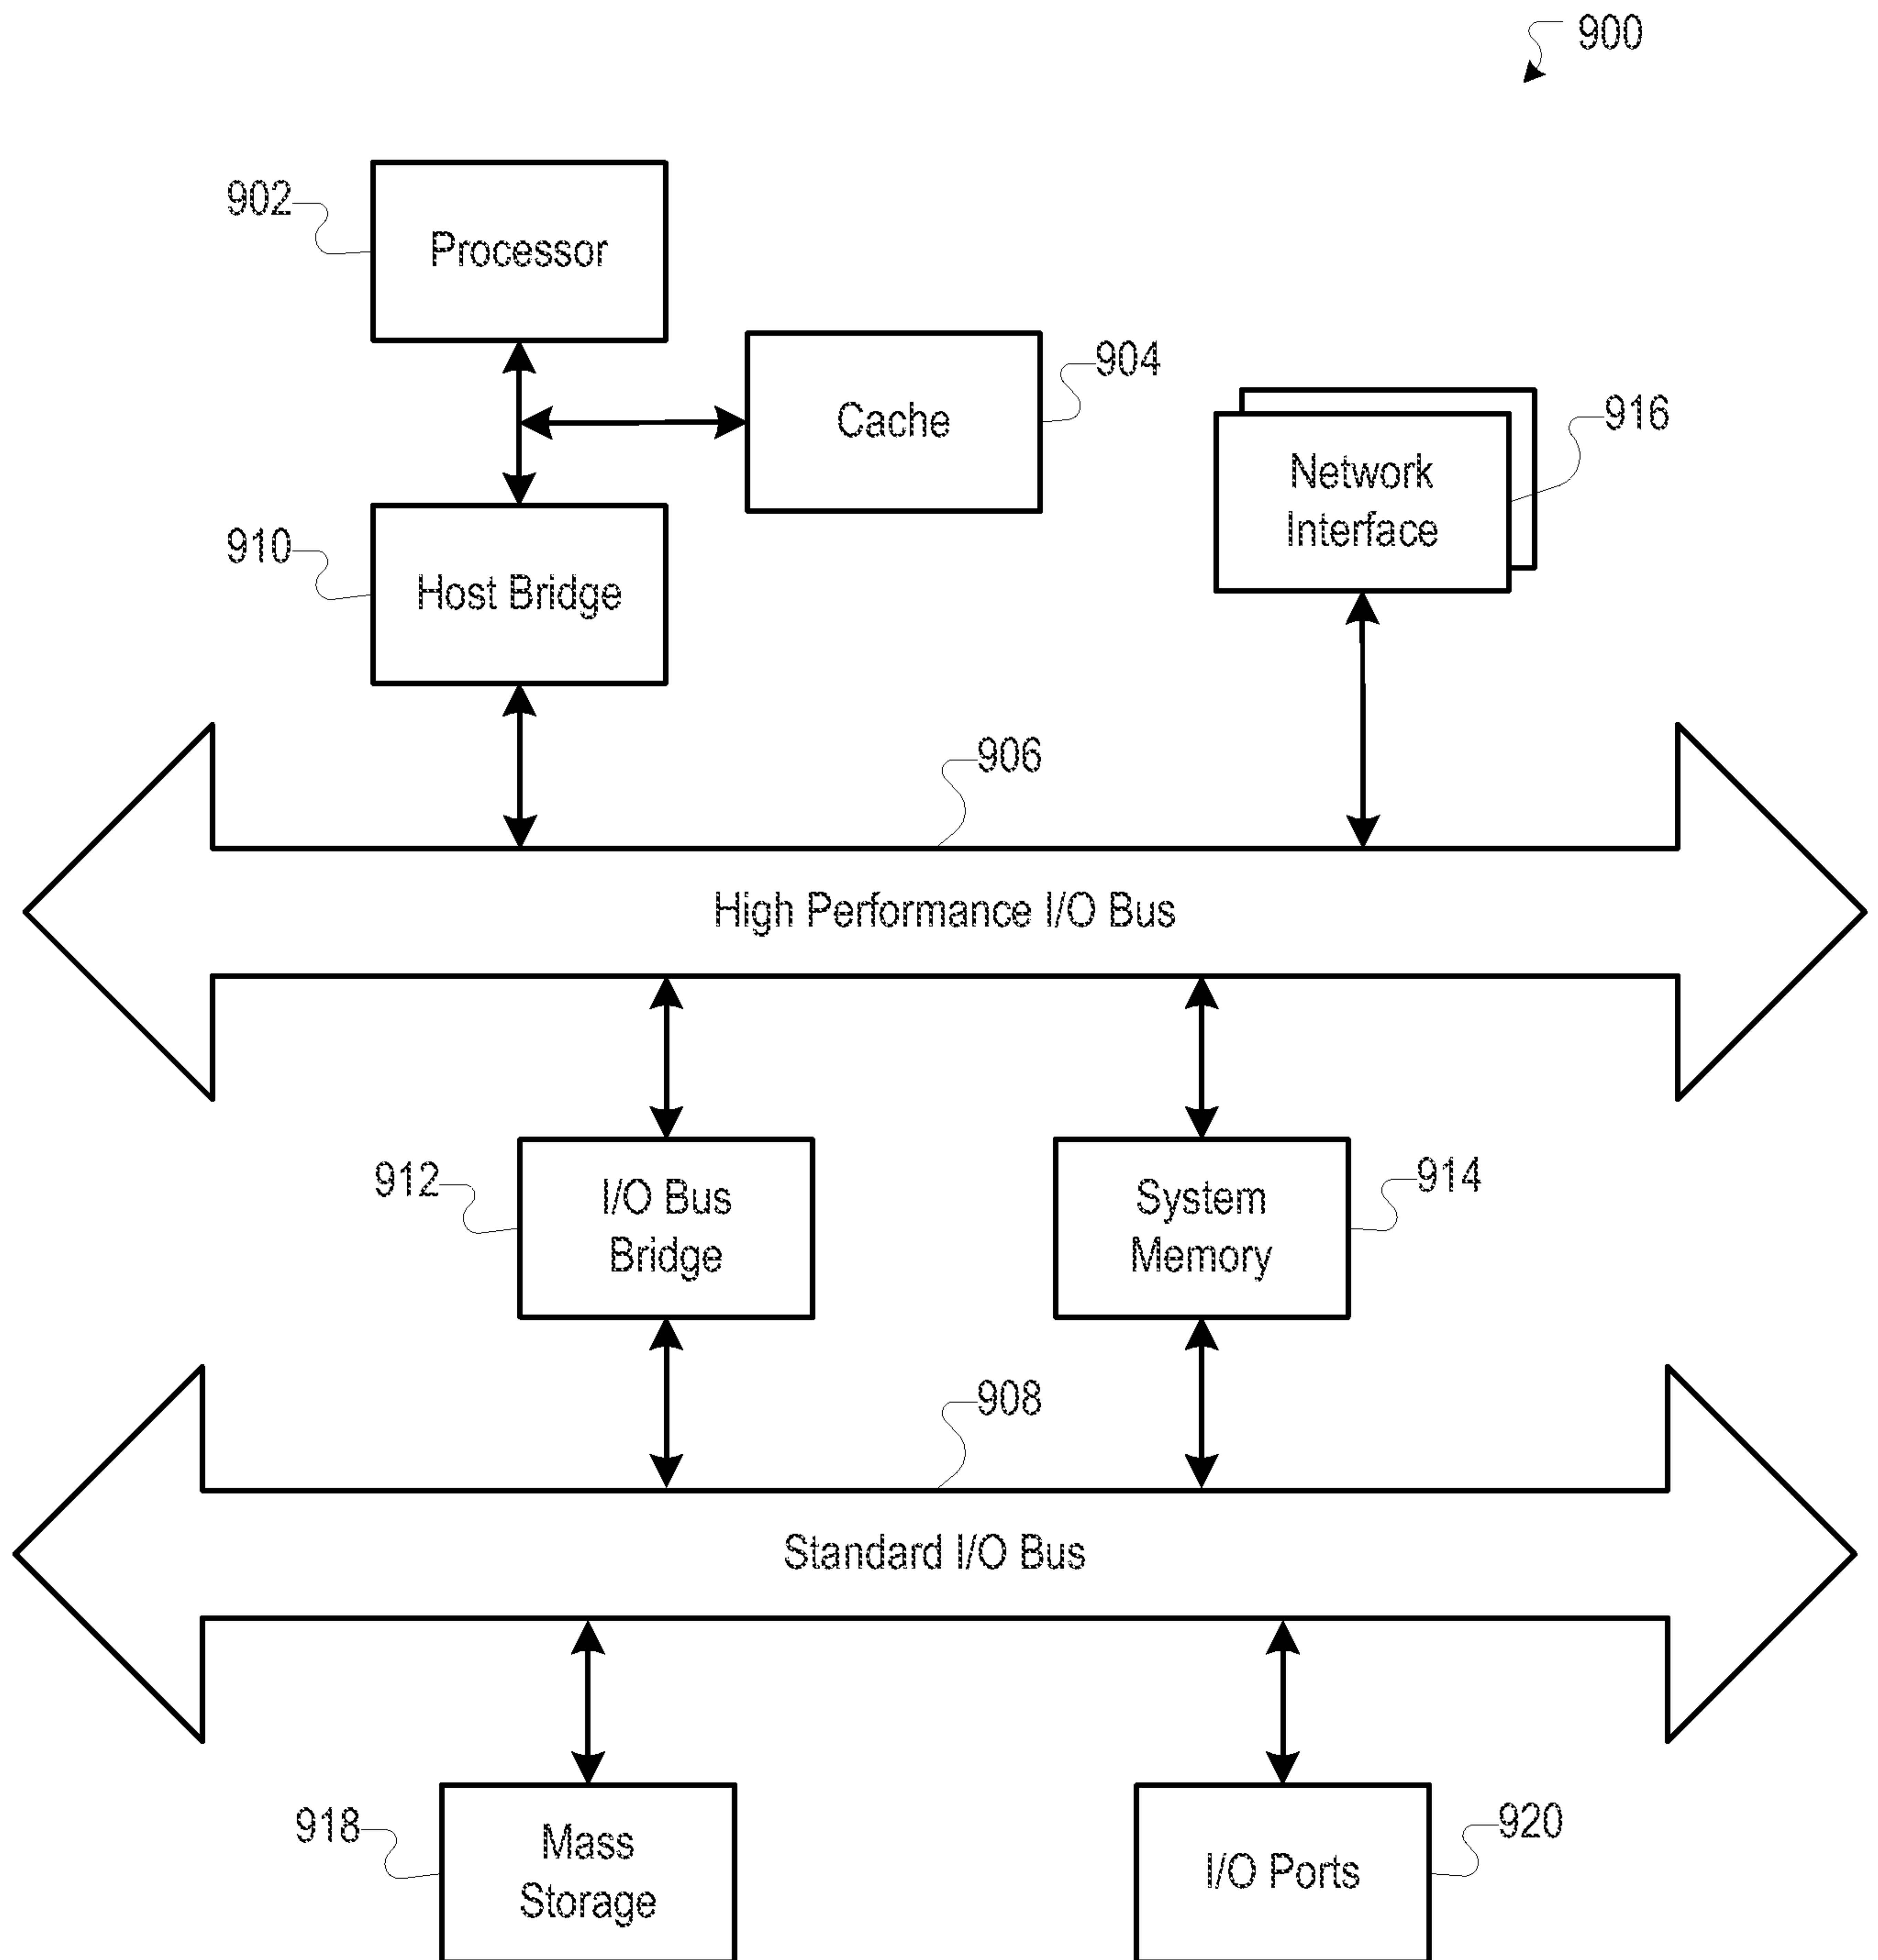 900
902
Processor
904
Cache
916
Network
Interface
910
Host Bridge
906
High Performance I/O Bus
912
I/O Bus
Bridge
914
System
Memory
908
Standard I/O Bus
918
Mass
Storage
920
I/O Ports